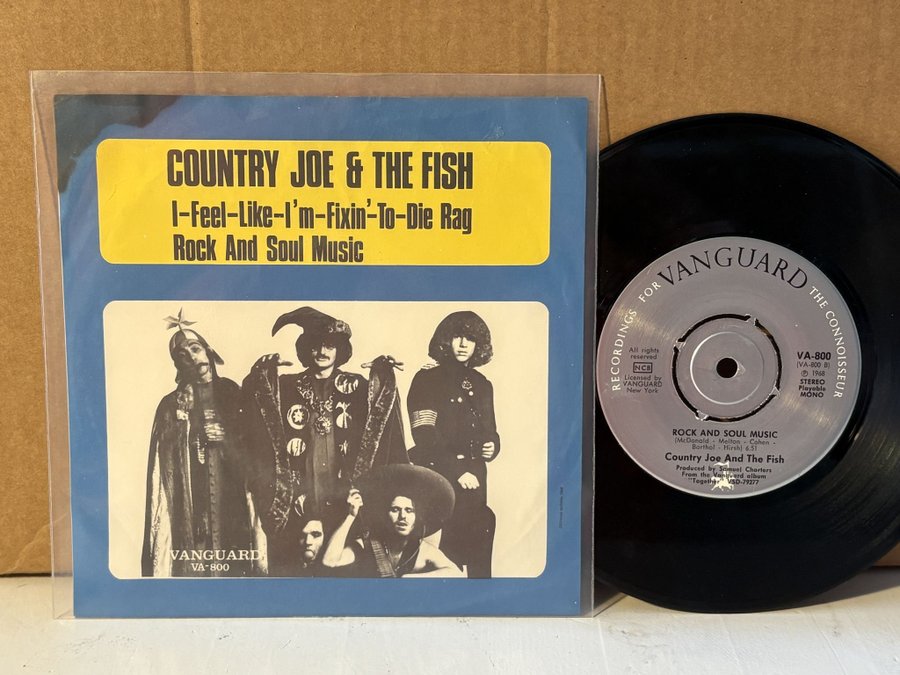 COUNTRY JOE & THE FISH
I-Feel-Like-I'm-Fixin'-To-Die Rag
Rock And Soul Music
VANGUARD
VA-800
RECORDINGS FOR VANGUARD THE CONNOISSEUR
All rights
reserved
NCB
Licensed by
VANGUARD
New York
VA-800
(VA-800 B)
℗ 1968
STEREO
Playable
MONO
ROCK AND SOUL MUSIC
(McDonald - Melton - Cohen -
Barthol - Hirsh) 6.51
Country Joe And The Fish
Produced by Samuel Charters
From the Vanguard album
"Together" VSD-79277